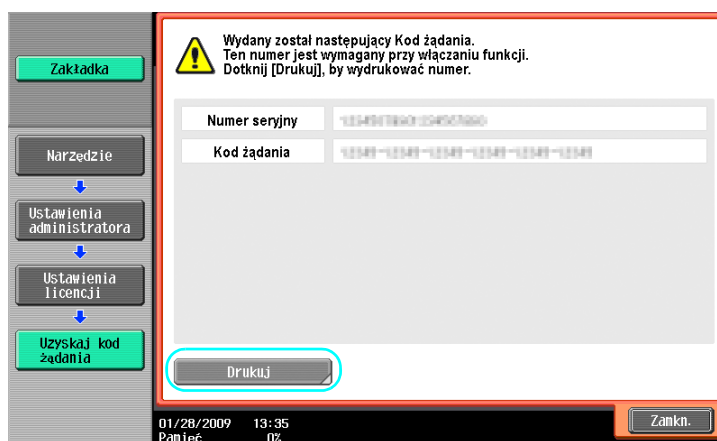 Zakładka
Narzędzie
Ustawienia
administratora
Ustawienia
licencji
Uzyskaj kod
żądania
Wydany został następujący Kod żądania.
Ten numer jest wymagany przy włączaniu funkcji.
Dotknij [Drukuj], by wydrukować numer.
Numer seryjny
Kod żądania
Drukuj
01/28/2009 13:35
Pamięć 0%
Zamkn.